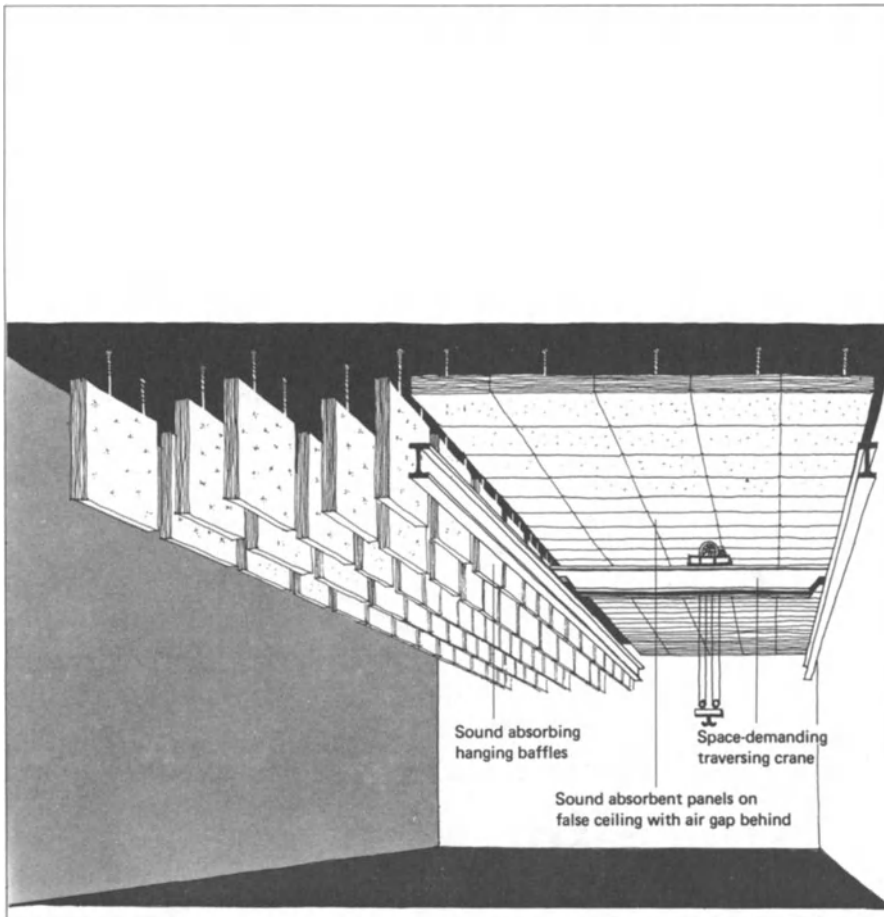 Sound absorbing
hanging baffles
Space-demanding
traversing crane
Sound absorbent panels on
false ceiling with air gap behind